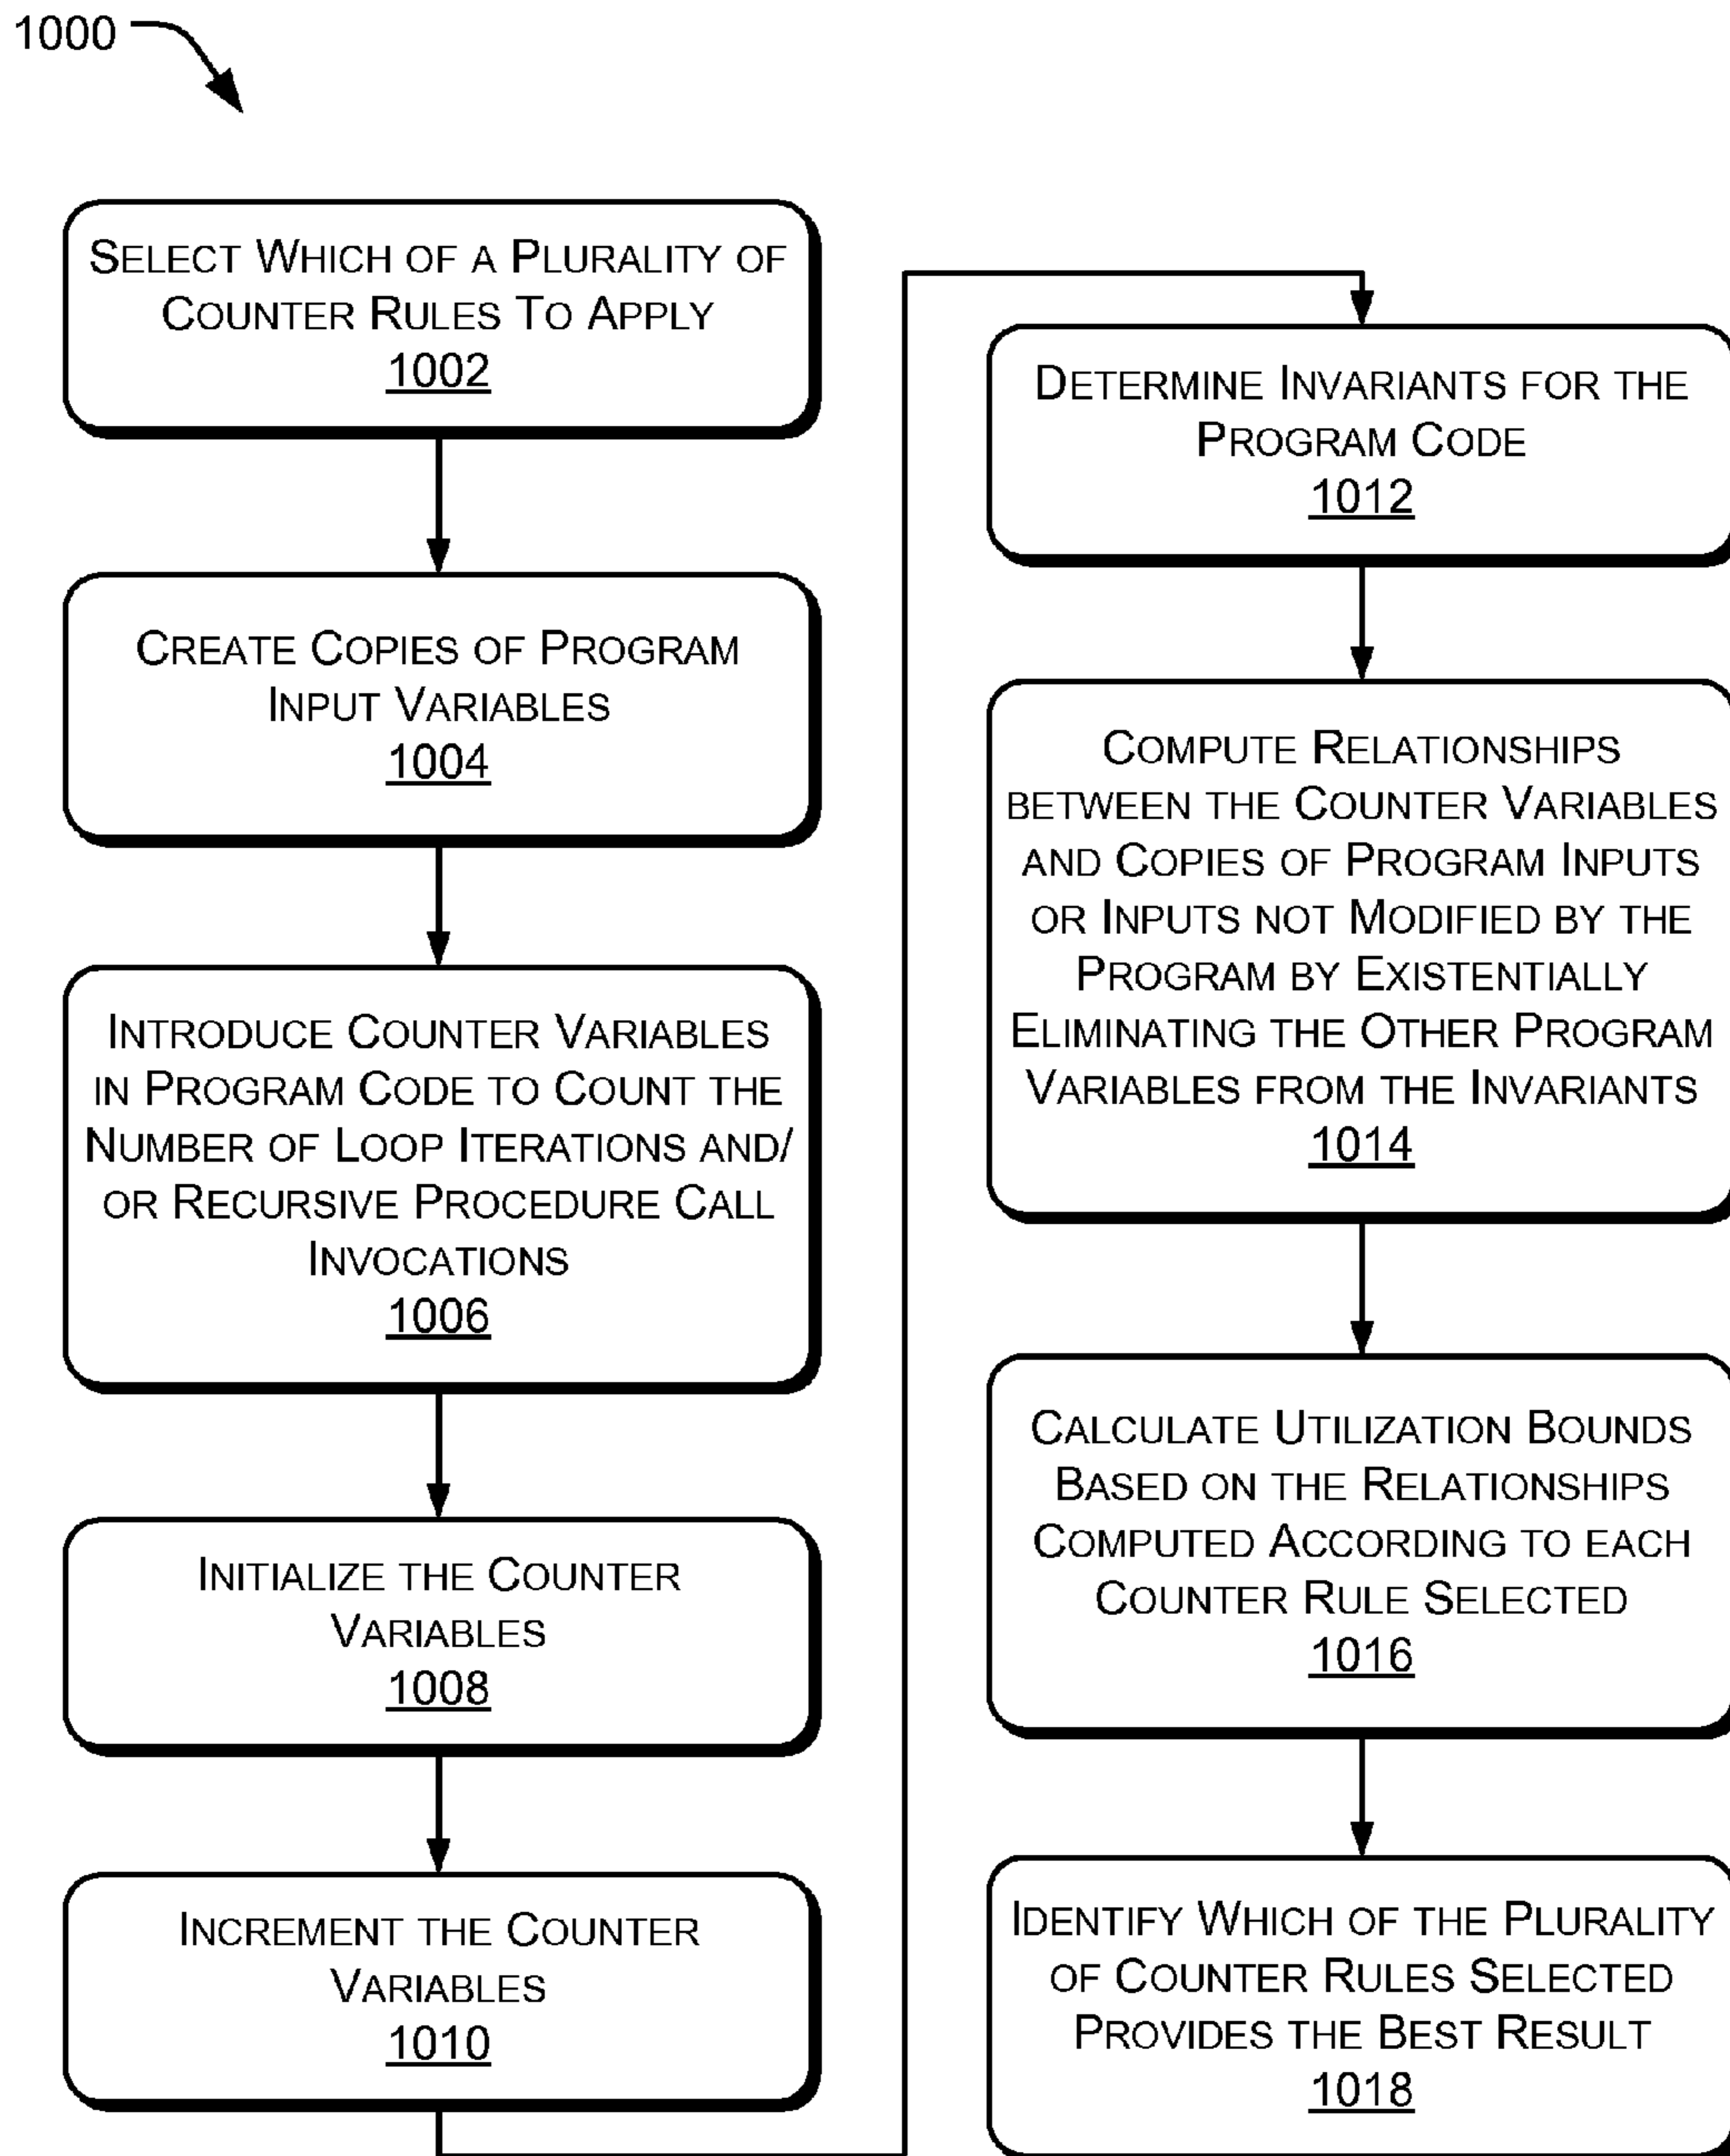 1000
SELECT WHICH OF A PLURALITY OF
COUNTER RULES TO APPLY
1002
CREATE COPIES OF PROGRAM
INPUT VARIABLES
1004
INTRODUCE COUNTER VARIABLES
IN PROGRAM CODE TO COUNT THE
NUMBER OF LOOP ITERATIONS AND/
OR RECURSIVE PROCEDURE CALL
INVOCATIONS
1006
INITIALIZE THE COUNTER
VARIABLES
1008
INCREMENT THE COUNTER
VARIABLES
1010
DETERMINE INVARIANTS FOR THE
PROGRAM CODE
1012
COMPUTE RELATIONSHIPS
BETWEEN THE COUNTER VARIABLES
AND COPIES OF PROGRAM INPUTS
OR INPUTS NOT MODIFIED BY THE
PROGRAM BY EXISTENTIALLY
ELIMINATING THE OTHER PROGRAM
VARIABLES FROM THE INVARIANTS
1014
CALCULATE UTILIZATION BOUNDS
BASED ON THE RELATIONSHIPS
COMPUTED ACCORDING TO EACH
COUNTER RULE SELECTED
1016
IDENTIFY WHICH OF THE PLURALITY
OF COUNTER RULES SELECTED
PROVIDES THE BEST RESULT
1018